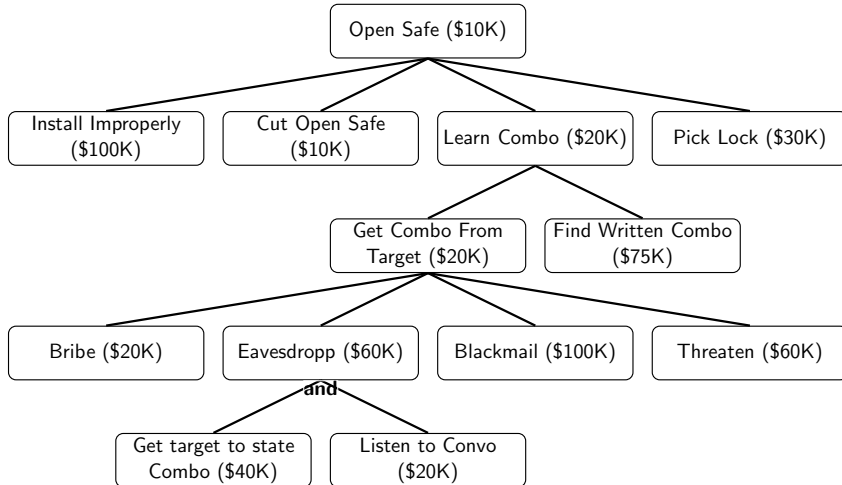 Open Safe ($10K)
Install Improperly
($100K)
Cut Open Safe
($10K)
Learn Combo ($20K)
Pick Lock ($30K)
Get Combo From
Target ($20K)
Find Written Combo
($75K)
Bribe ($20K)
Eavesdropp ($60K)
Blackmail ($100K)
Threaten ($60K)
and
Get target to state
Combo ($40K)
Listen to Convo
($20K)